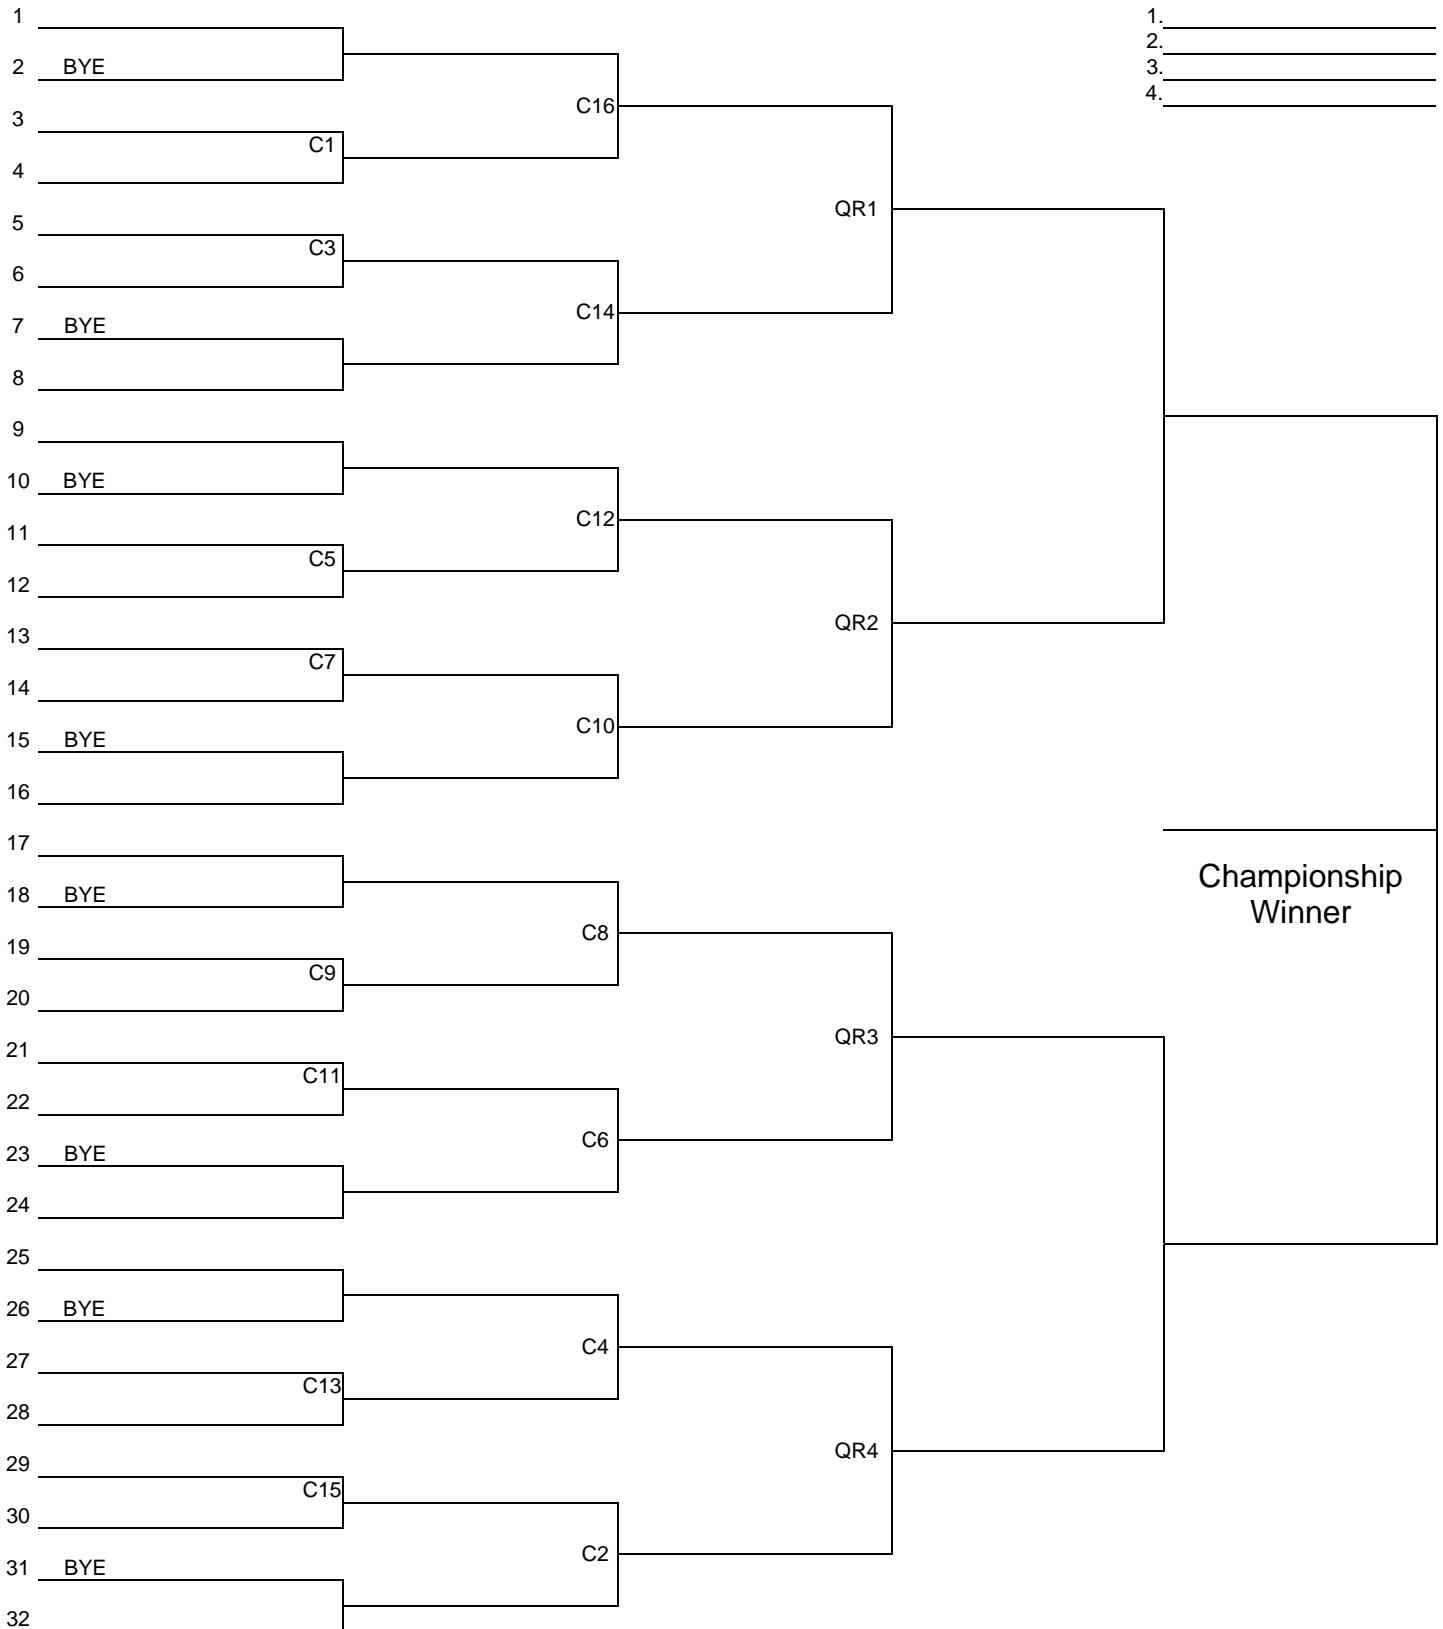 1
1.
2.
2 BYE
3.
4.
C16
3
C1
4
QR1
5
C3
6
C14
7 BYE
8
9
10 BYE
C12
11
C5
12
QR2
13
C7
14
C10
15 BYE
16
17
Championship
Winner
18 BYE
C8
19
C9
20
QR3
21
C11
22
C6
23 BYE
24
25
26 BYE
C4
27
C13
28
QR4
29
C15
30
C2
31 BYE
32